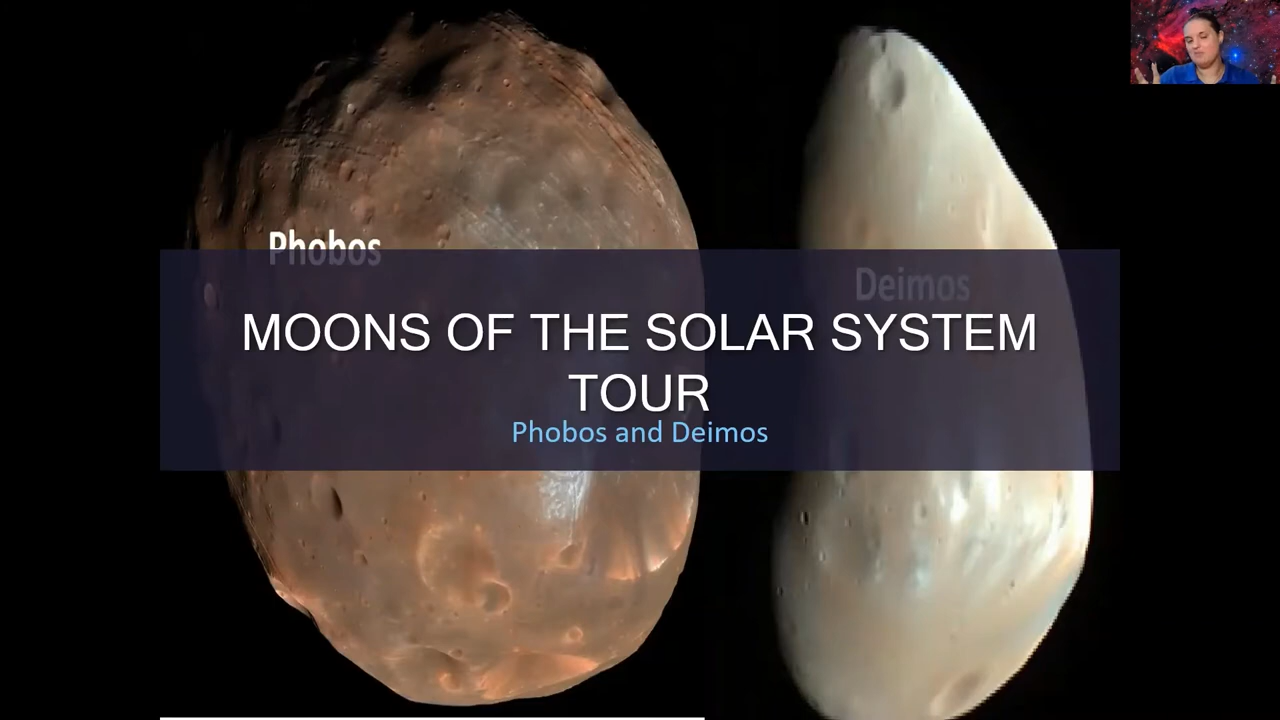 Phobos
Deimos
MOONS OF THE SOLAR SYSTEM
TOUR
Phobos and Deimos